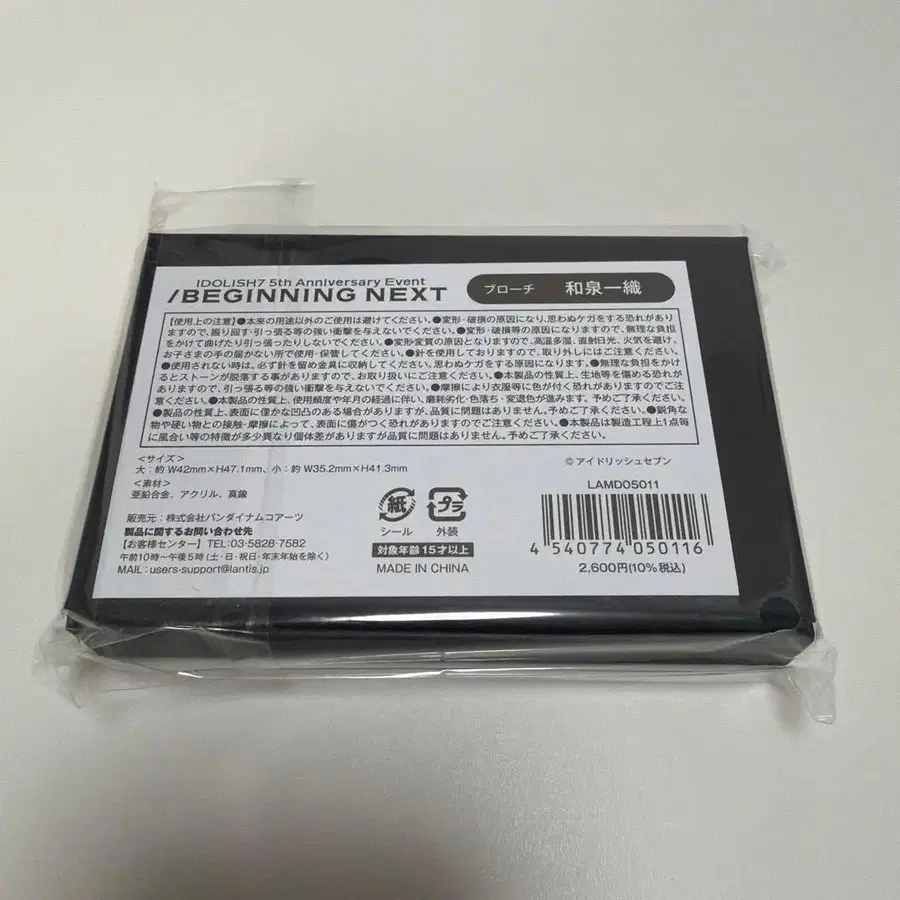 IDOLiSH7 5th Anniversary Event
/BEGINNING NEXT
ブローチ 和泉一織
【使用上の注意】●本来の用途以外のご使用は避けてください。●変形・破損の原因になり、思わぬケガをする恐れがあり
ますので、振り回す・引っ張る等の強い衝撃を与えないでください。●変形・破損等の原因になりますので、無理な負担
をかけて曲げたり引っ張ったりしないでください。●変形変質の原因となりますので、高温多湿、直射日光、火気を避け、
お子さまの手の届かない所で使用・保管してください。●針を使用しておりますので、取り外しにはご注意ください。
●使用されない時は、必ず針を留め金具に収納してください。思わぬケガをする原因になります。●無理な負担をかけ
るとストーンが脱落する事がありますので、お取り扱いにご注意ください。●本製品の性質上、生地等を傷める恐れが
ありますので、引っ張る等の強い衝撃を与えないでください。●摩擦により衣服等に色が付く恐れがありますのでご注
意ください。●本製品の性質上、使用頻度や年月の経過に伴い、磨耗劣化・色落ち・変退色が進みます。予めご了承ください。
●製品の性質上、表面に僅かな凹凸のある場合がありますが、品質に問題はありません。予めご了承ください。●鋭角な
物や硬い物との接触・摩擦によって、表面に傷がつく恐れがありますのでご注意ください。●本製品は製造工程上1点毎
に風合い等の特徴が多少異なり個体差がありますが品質に問題はありません。予めご了承ください。
＜サイズ＞
大：約 W42mm×H47.1mm、小：約 W35.2mm×H41.3mm
＜素材＞
亜鉛合金、アクリル、真鍮
販売元：株式会社バンダイナムコアーツ
製品に関するお問い合わせ先
【お客様センター】TEL:03-5828-7582
午前10時～午後5時(土・日・祝日・年末年始を除く)
MAIL：users-support@lantis.jp
紙
シール
プラ
外装
対象年齢15才以上
MADE IN CHINA
©アイドリッシュセブン
LAMD05011
4 540774 050116
2,600円(10%税込)